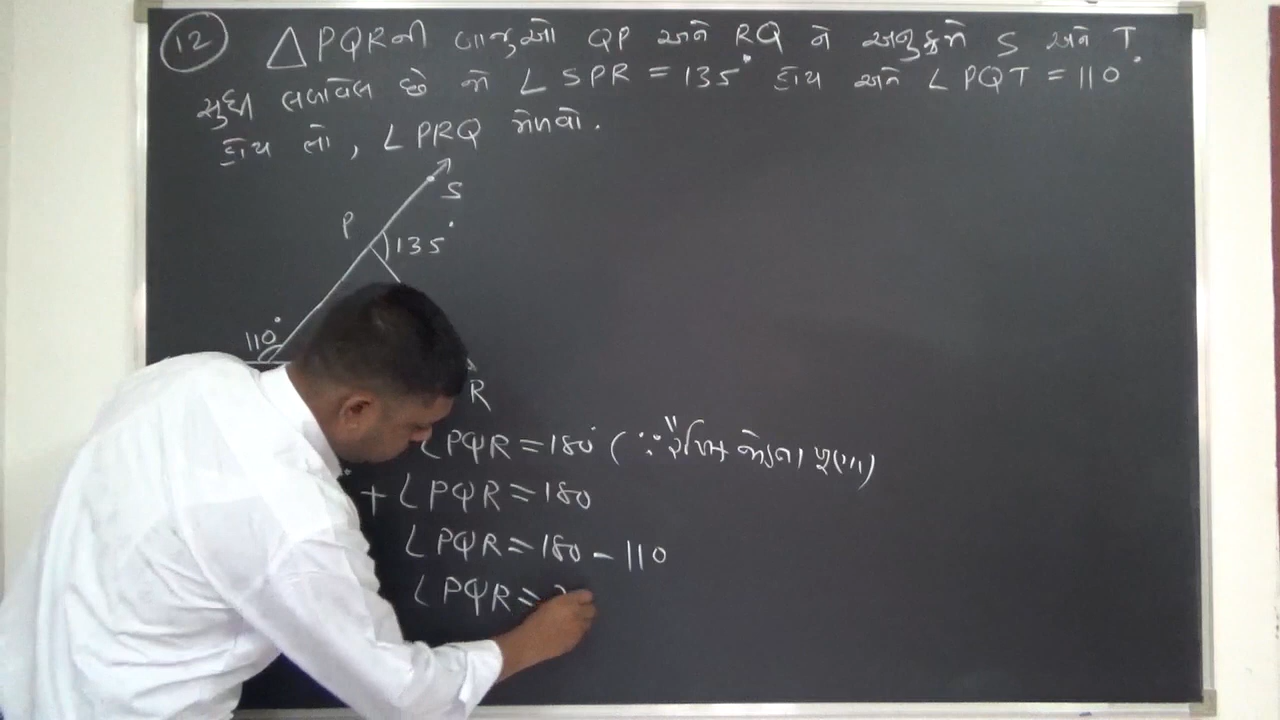 12 △PQRની બાજુઓ QP અને RQ ને અનુક્રમે S અને T
સુધી લંબાવેલ છે જો ∠SPR = 135° હોય અને ∠PQT = 110°
હોય તો, ∠PRQ મેળવો.
S
P
135°
110°
R
∠PQR = 180° (∵ "રૈખિક જોડના ખૂણા)
+ ∠PQR = 180
∠PQR = 180 - 110
∠PQR =